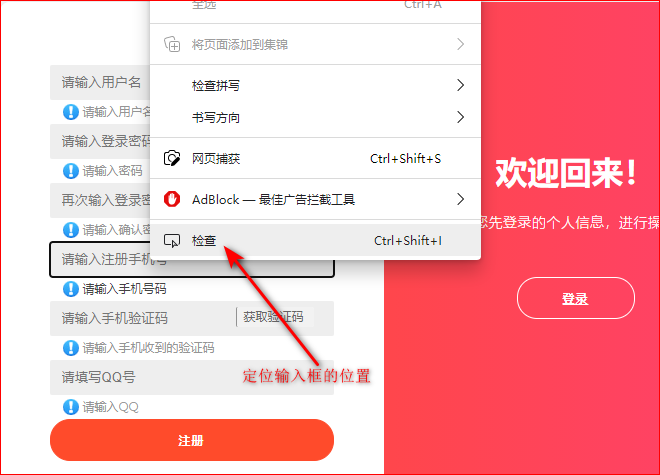 全选 Ctrl+A
将页面添加到集锦
请输入用户名 检查拼写
请输入用户名 书写方向
请输入登录密码 网页捕获 Ctrl+Shift+S
请输入密码 欢迎回来！
再次输入登录密 AdBlock — 最佳广告拦截工具
请输入确认密 您先登录的个人信息，进行操
检查 Ctrl+Shift+I
请输入注册手机号
请输入手机号码
登录
请输入手机验证码 获取验证码
请输入手机收到的验证码
请填写QQ号 定位输入框的位置
请输入QQ
注册